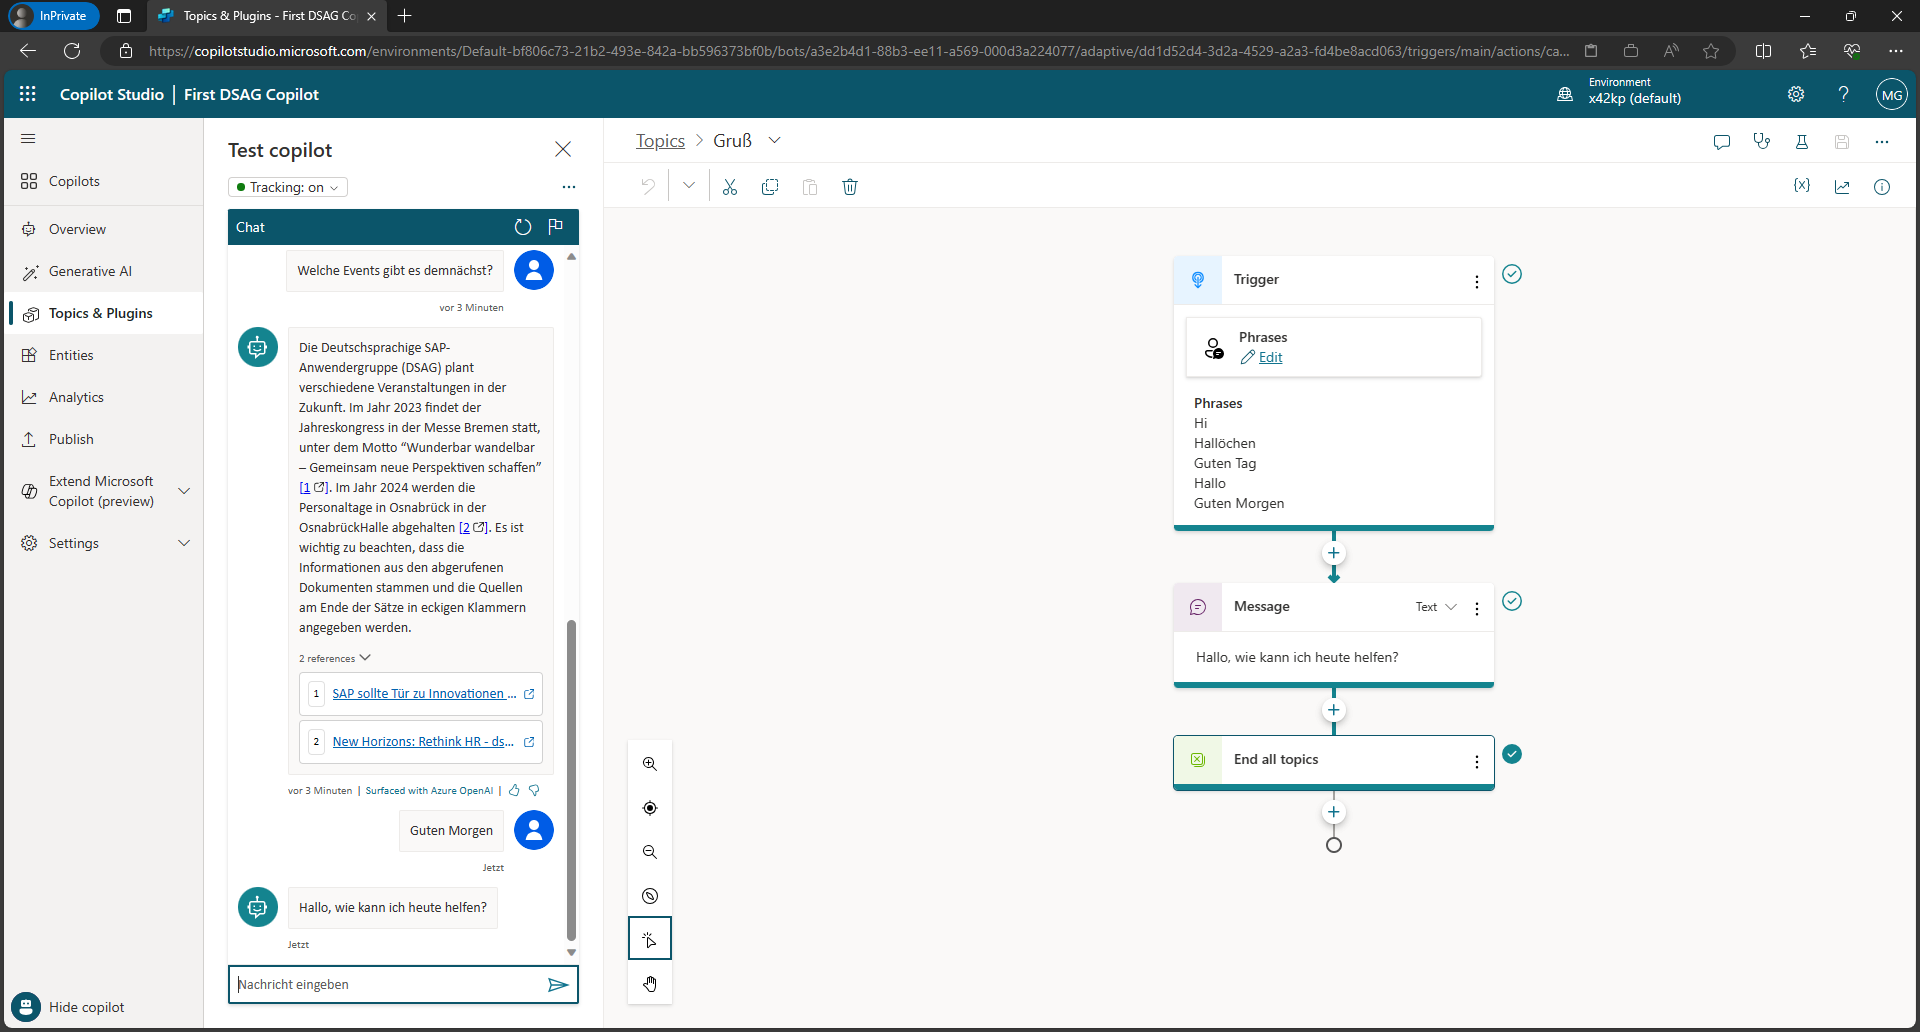 InPrivate
Topics & Plugins - First DSAG Co
https://copilotstudio.microsoft.com/environments/Default-bf806c73-21b2-493e-842a-bb596373bf0b/bots/a3e2b4d1-88b3-ee11-a569-000d3a224077/adaptive/dd1d52d4-3d2a-4529-a2a3-fd4be8acd063/triggers/main/actions/ca...
Copilot Studio | First DSAG Copilot
Environment
x42kp (default)
?
MG
Copilots
Overview
Generative AI
Topics & Plugins
Entities
Analytics
Publish
Extend Microsoft
Copilot (preview)
Settings
Hide copilot
Test copilot
Tracking: on
Chat
Welche Events gibt es demnächst?
vor 3 Minuten
Die Deutschsprachige SAP-
Anwendergruppe (DSAG) plant
verschiedene Veranstaltungen in der
Zukunft. Im Jahr 2023 findet der
Jahreskongress in der Messe Bremen statt,
unter dem Motto “Wunderbar wandelbar
– Gemeinsam neue Perspektiven schaffen”
[1]. Im Jahr 2024 werden die
Personaltage in Osnabrück in der
OsnabrückHalle abgehalten [2]. Es ist
wichtig zu beachten, dass die
Informationen aus den abgerufenen
Dokumenten stammen und die Quellen
am Ende der Sätze in eckigen Klammern
angegeben werden.
2 references
1 SAP sollte Tür zu Innovationen ...
2 New Horizons: Rethink HR - ds...
vor 3 Minuten | Surfaced with Azure OpenAI |
Guten Morgen
Jetzt
Hallo, wie kann ich heute helfen?
Jetzt
Nachricht eingeben
Topics > Gruß
{x}
Trigger
Phrases
Edit
Phrases
Hi
Hallöchen
Guten Tag
Hallo
Guten Morgen
Message
Text
Hallo, wie kann ich heute helfen?
End all topics